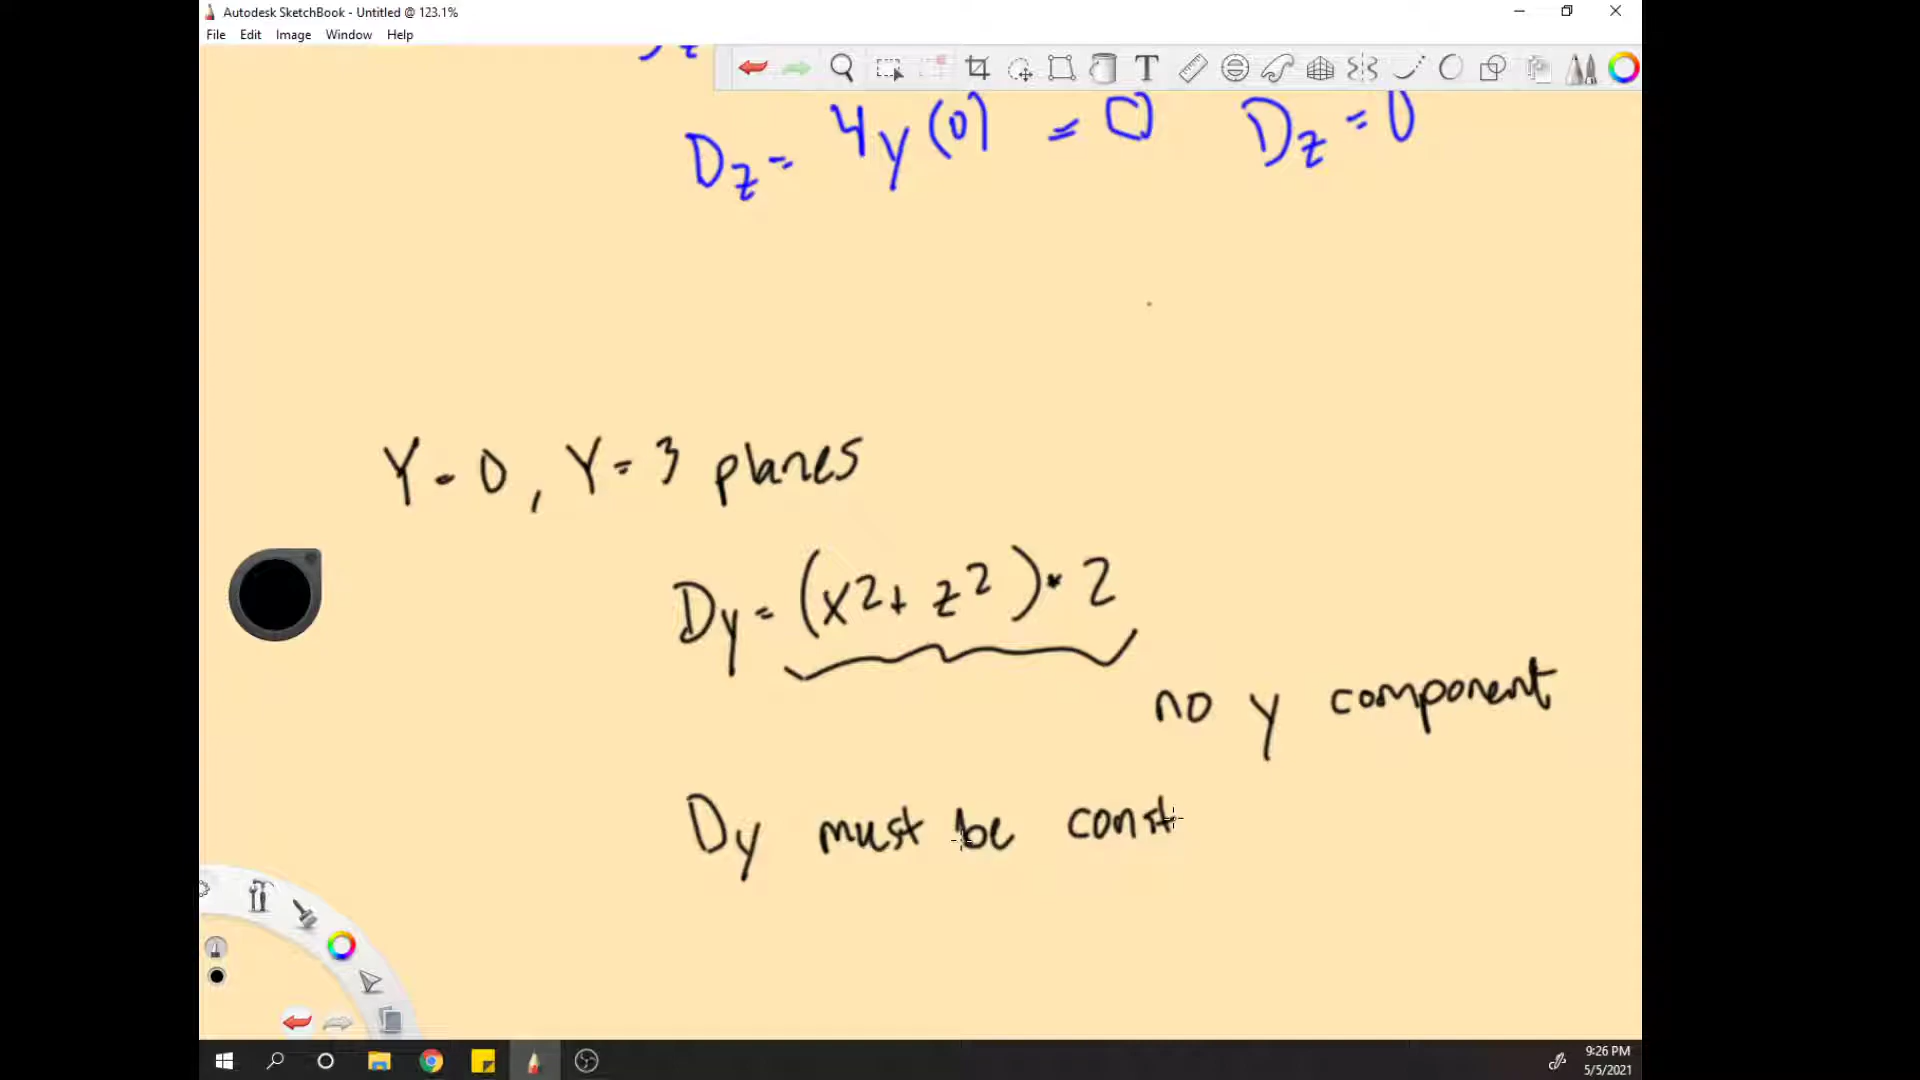 Autodesk SketchBook - Untitled @ 123.1%
File Edit Image Window Help
T
Dz = 4y(0) = 0 Dz = 0
Y = 0, Y = 3 planes
Dy = (x2 + z2) • 2
no y component
Dy must be const
9:26 PM
5/5/2021